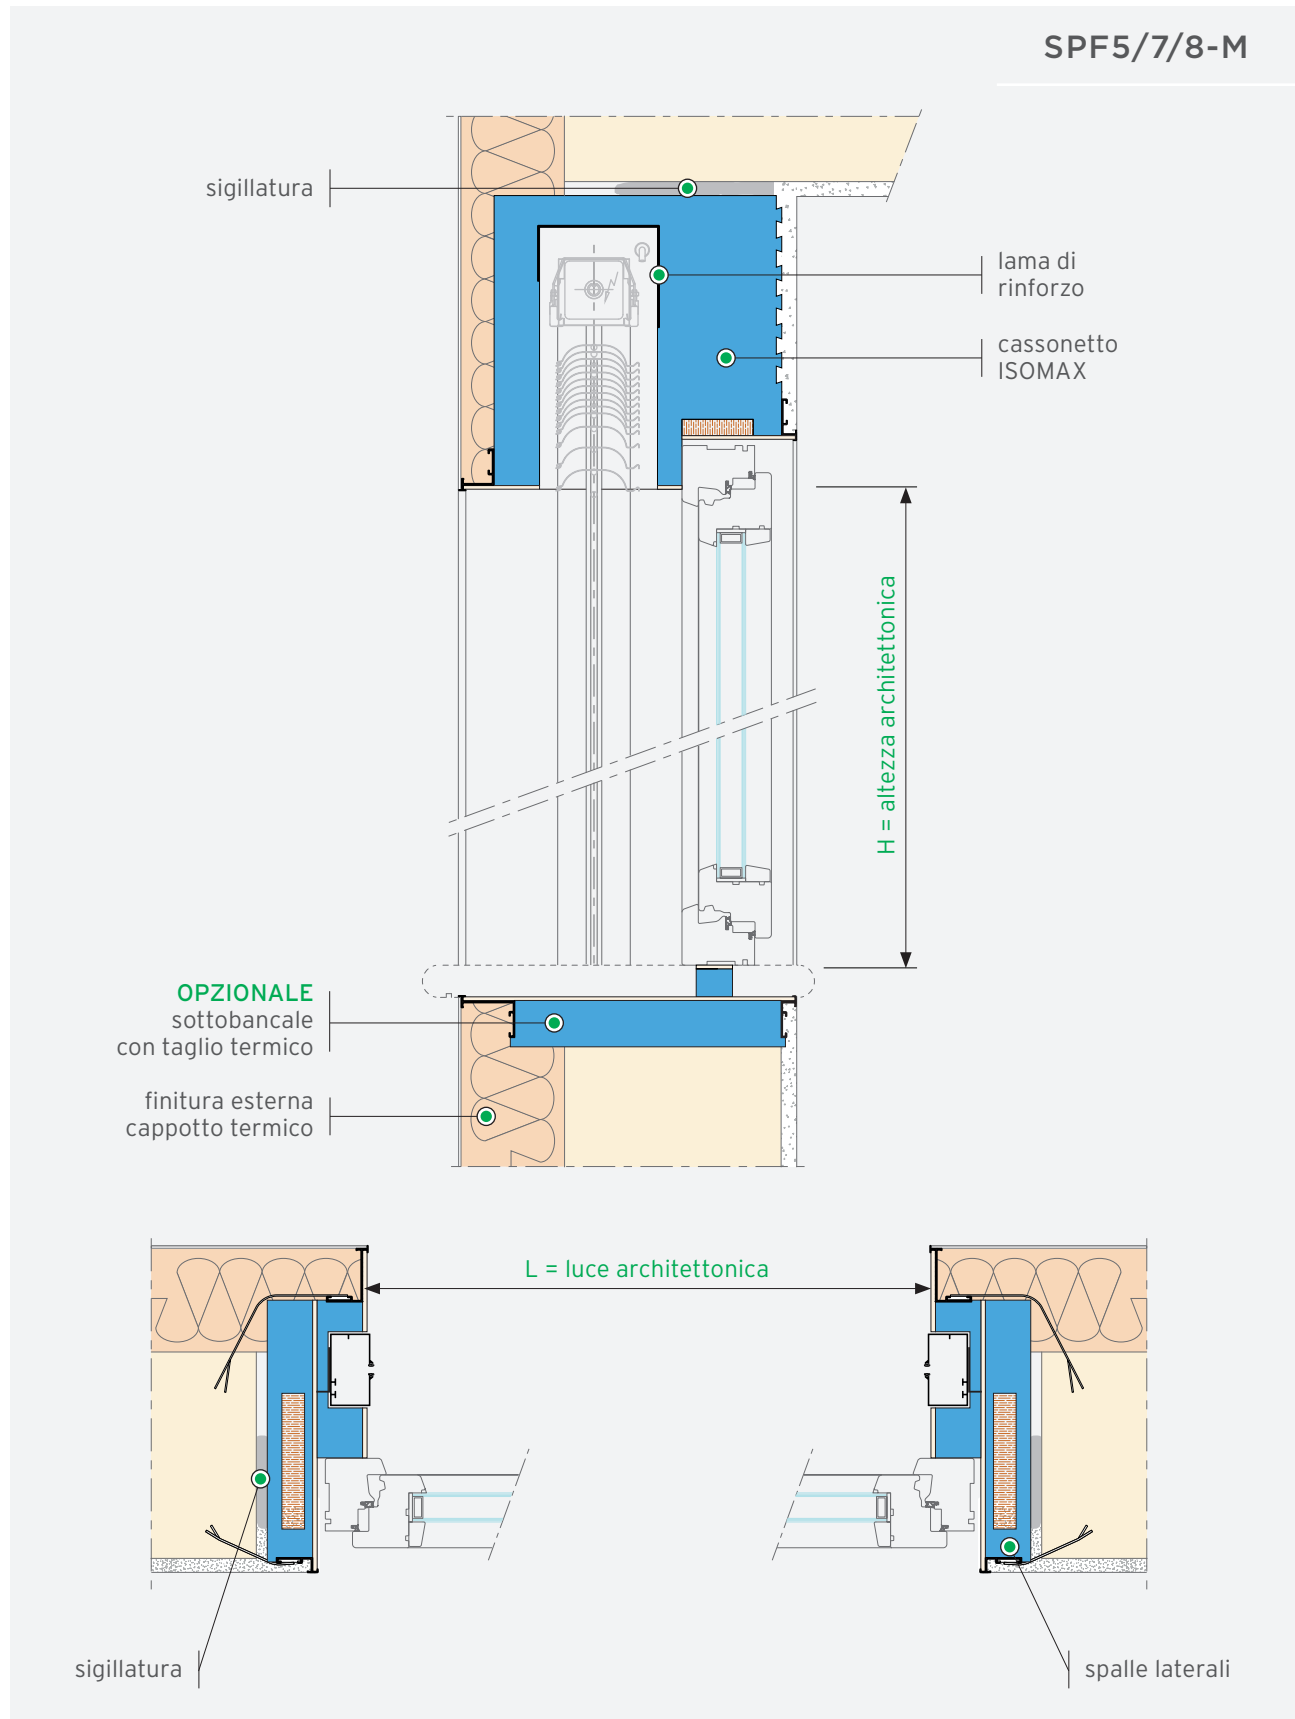 SPF5/7/8-M
sigillatura
lama di
rinforzo
cassonetto
ISOMAX
H = altezza architettonica
OPZIONALE
sottobancale
con taglio termico
finitura esterna
cappotto termico
L = luce architettonica
sigillatura
spalle laterali